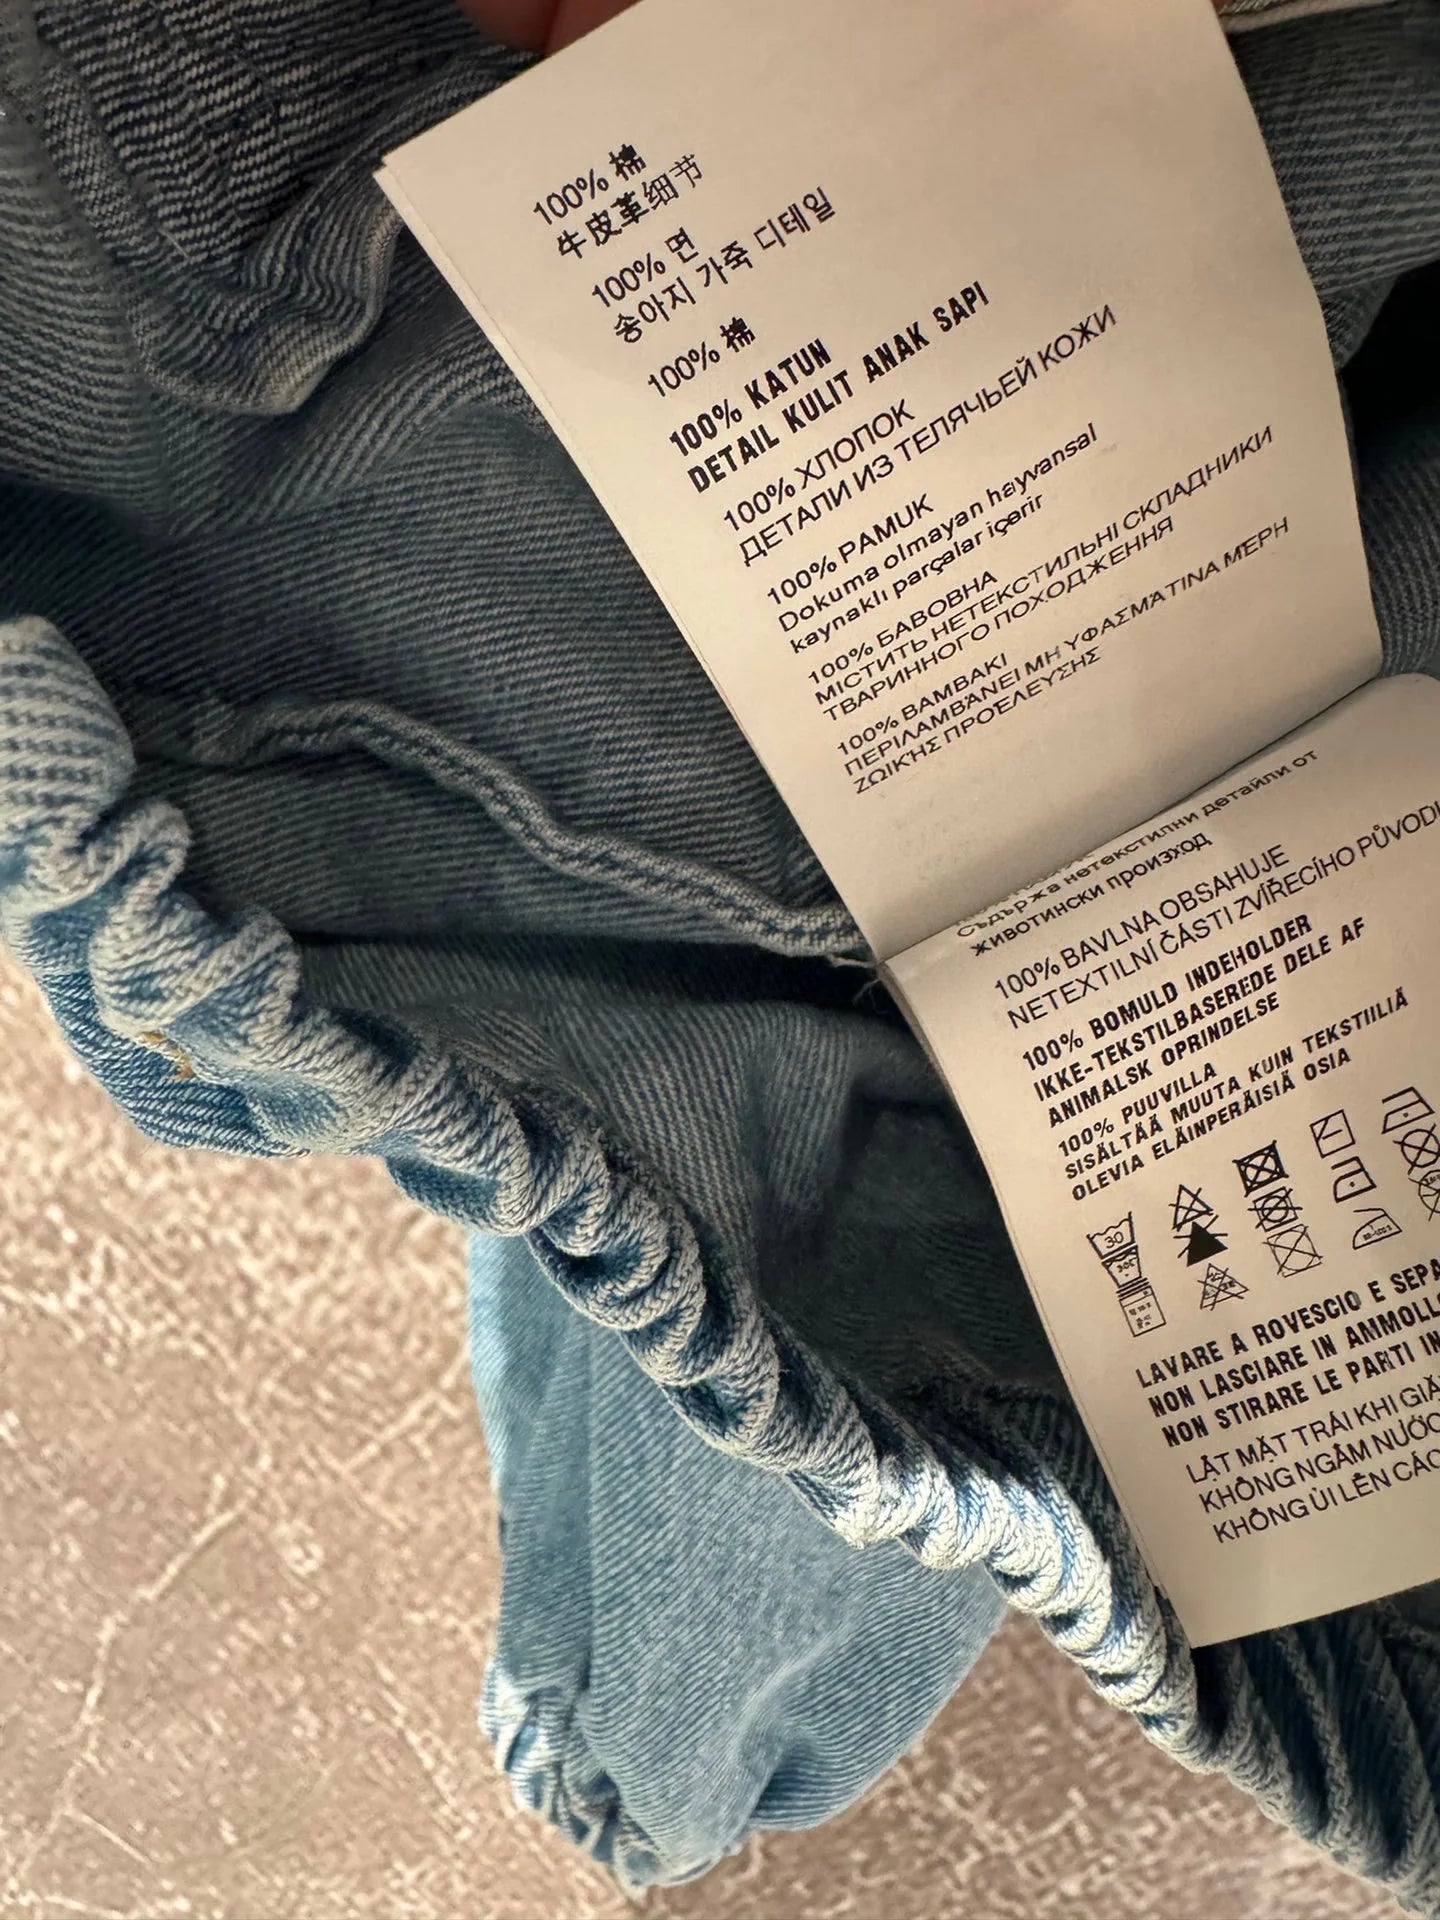 100% 棉
牛皮革细节
100% 면
송아지 가죽 디테일
100% 棉
100% KATUN
DETAIL KULIT ANAK SAPI
100% ХЛОПОК
ДЕТАЛИ ИЗ ТЕЛЯЧЬЕЙ КОЖИ
100% PAMUK
Dokuma olmayan hayvansal
kaynaklı parçalar içerir
100% БАВОВНА
МІСТИТЬ НЕТЕКСТИЛЬНІ СКЛАДНИКИ
ТВАРИННОГО ПОХОДЖЕННЯ
100% ΒΑΜΒΑΚΙ
ΠΕΡΙΛΑΜΒΆΝΕΙ ΜΗ ΥΦΑΣΜΆΤΙΝΑ ΜΈΡΗ
ΖΩΙΚΉΣ ΠΡΟΈΛΕΥΣΗΣ
Съдържа нетекстилни детайли от
животински произход
100% BAVLNA OBSAHUJE
NETEXTILNÍ ČÁSTI ZVÍŘECÍHO PŮVODU
100% BOMULD INDEHOLDER
IKKE-TEKSTILBASEREDE DELE AF
ANIMALSK OPRINDELSE
100% PUUVILLA
SISÄLTÄÄ MUUTA KUIN TEKSTIILIÄ
OLEVIA ELÄINPERÄISIÄ OSIA
30
LAVARE A ROVESCIO E SEPA
NON LASCIARE IN AMMOLL
NON STIRARE LE PARTI IN
LẬT MẶT TRÁI KHI GIẶ
KHÔNG NGÂM NƯỚC
KHÔNG ỦI LÊN CÁC